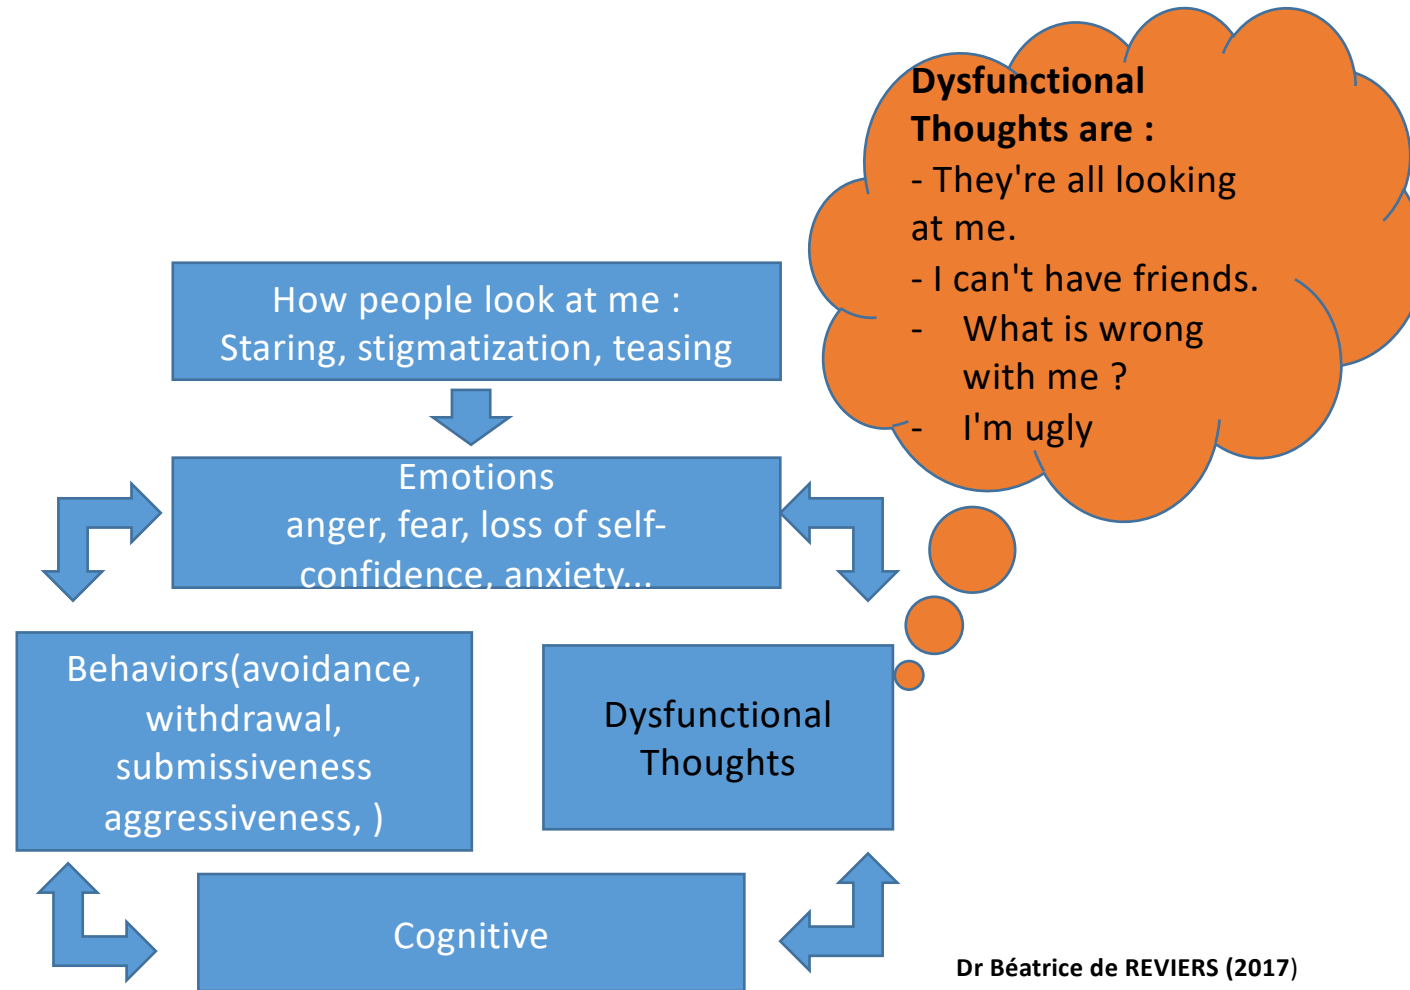 Dysfunctional
Thoughts are :
- They're all looking
at me.
- I can't have friends.
- What is wrong
with me ?
- I'm ugly
How people look at me :
Staring, stigmatization, teasing
Emotions
anger, fear, loss of self-
confidence, anxiety...
Behaviors(avoidance,
withdrawal,
submissiveness
aggressiveness, )
Dysfunctional
Thoughts
Cognitive
Dr Béatrice de REVIERS (2017)